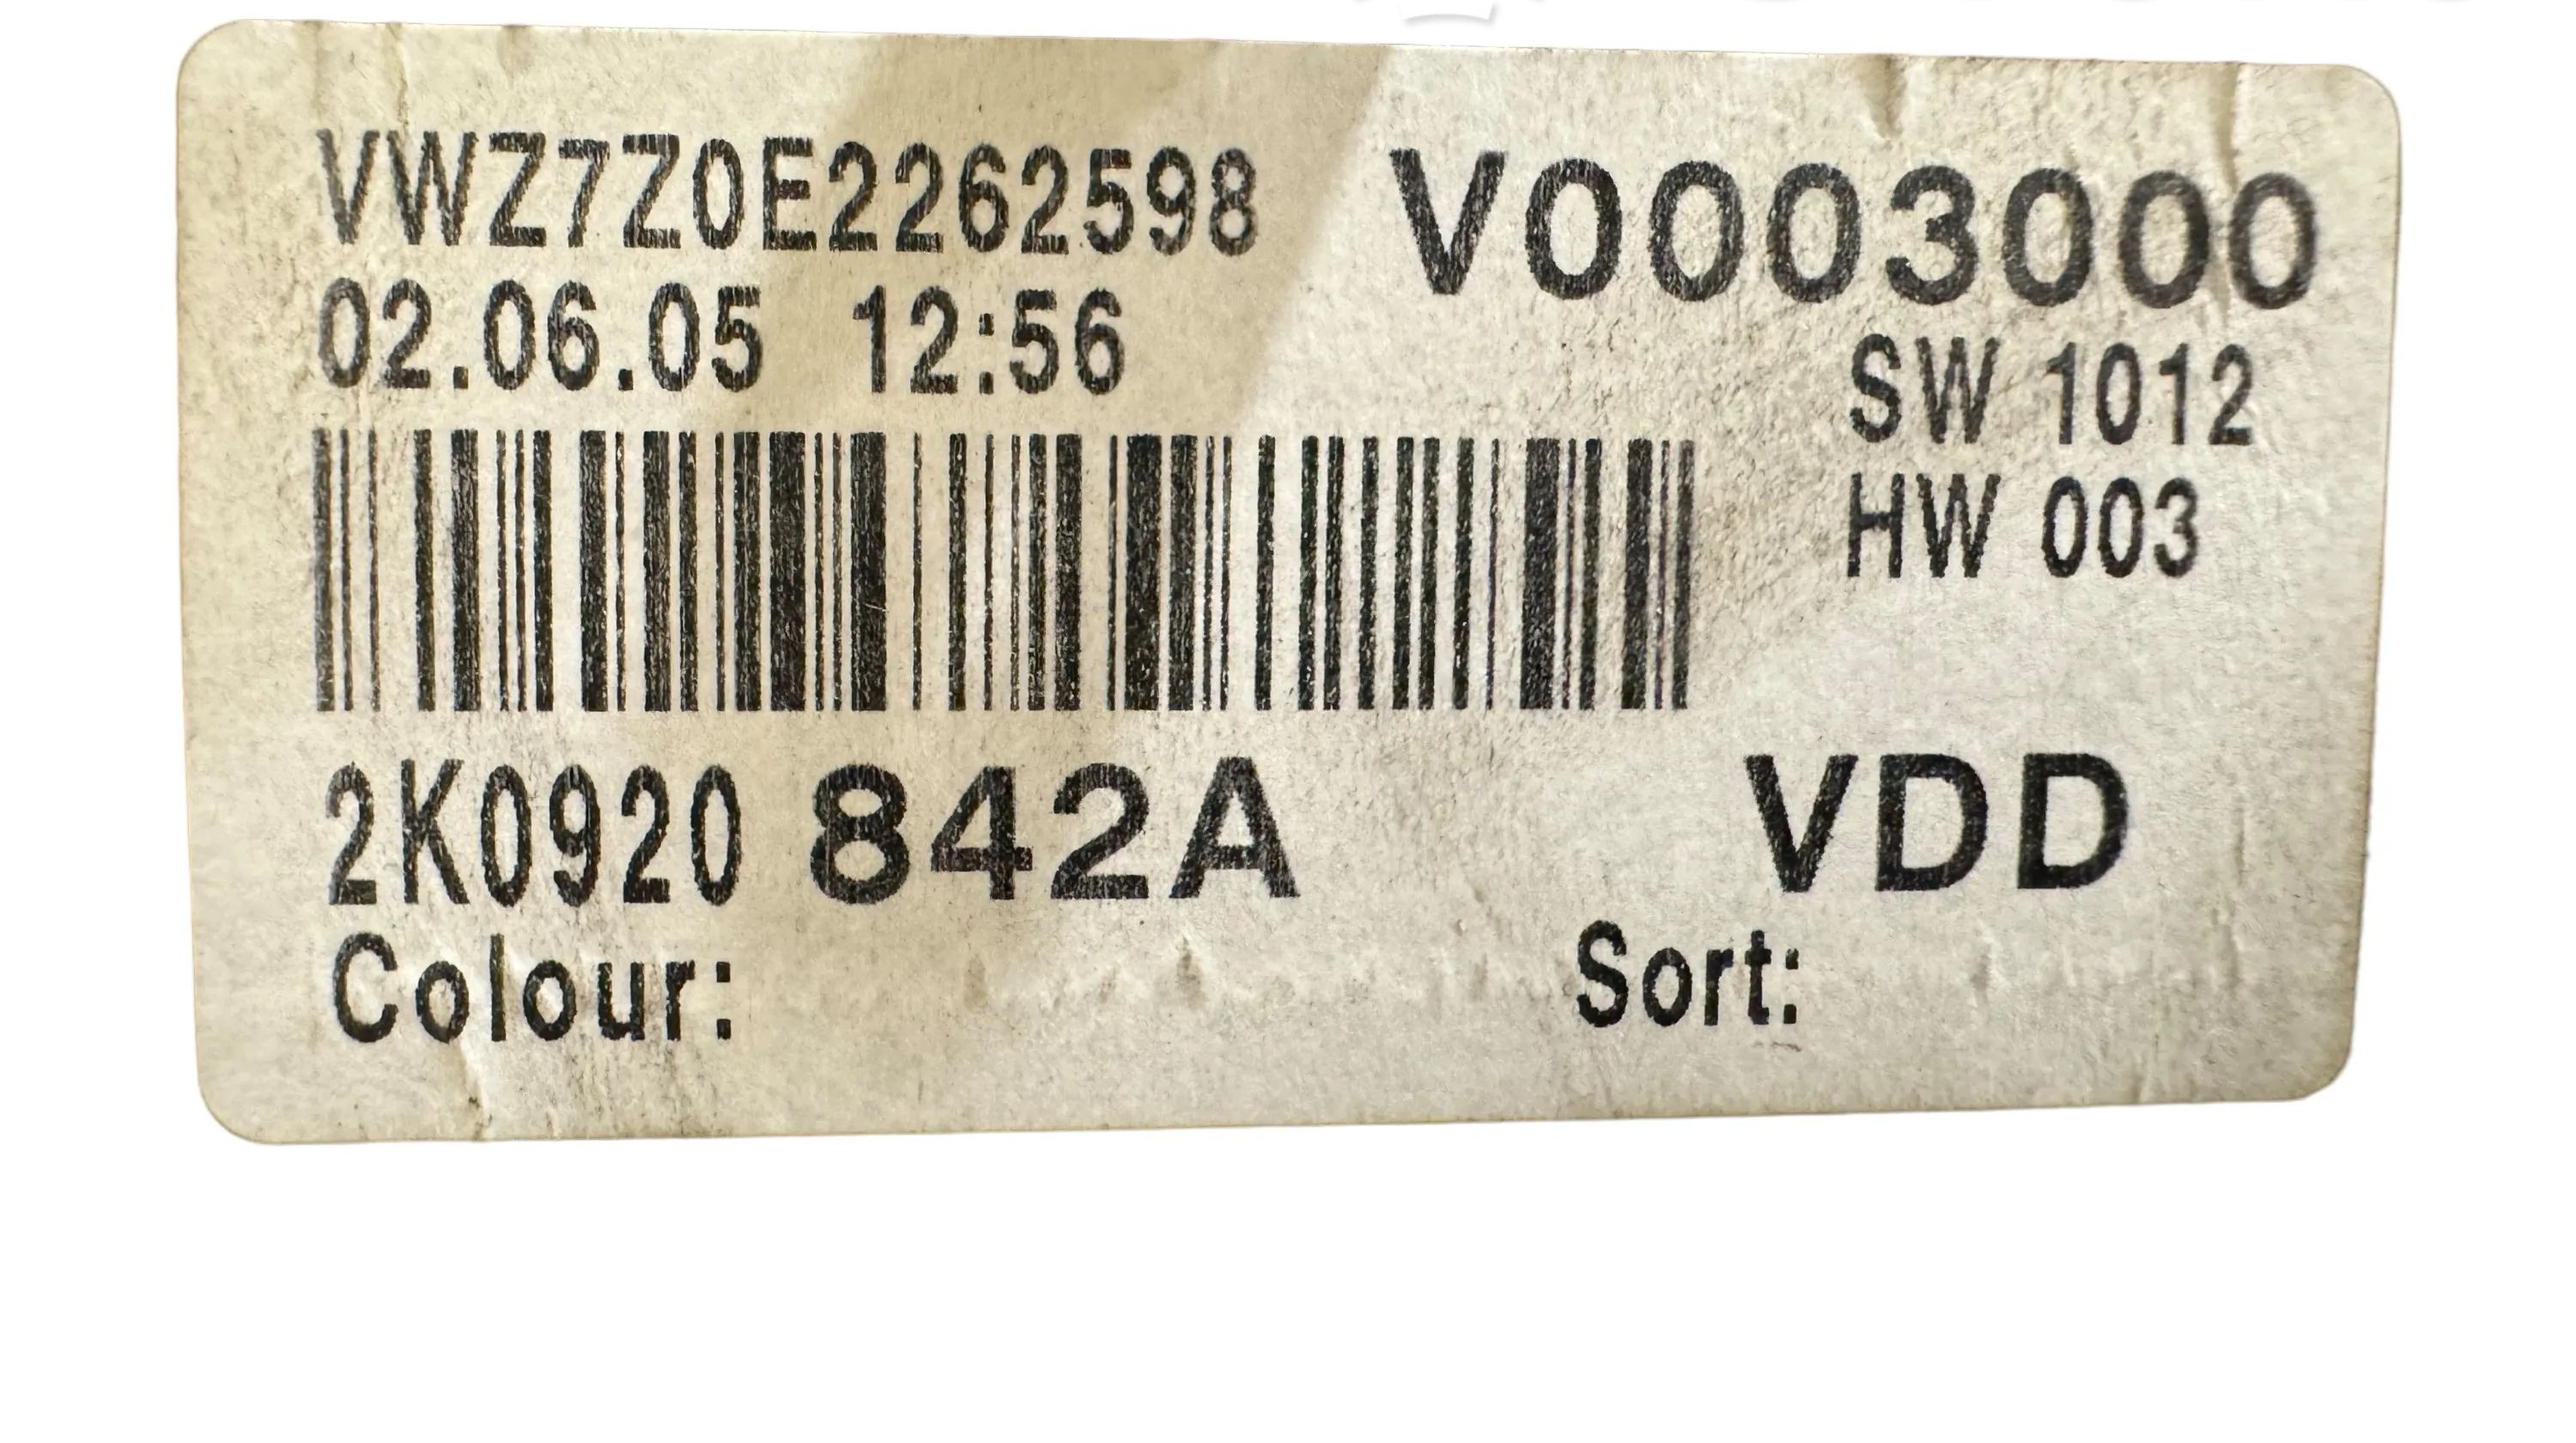 VWZ7Z0E2262598 V0003000
02.06.05 12:56
SW 1012
HW 003
2K0920 842A VDD
Colour: Sort: